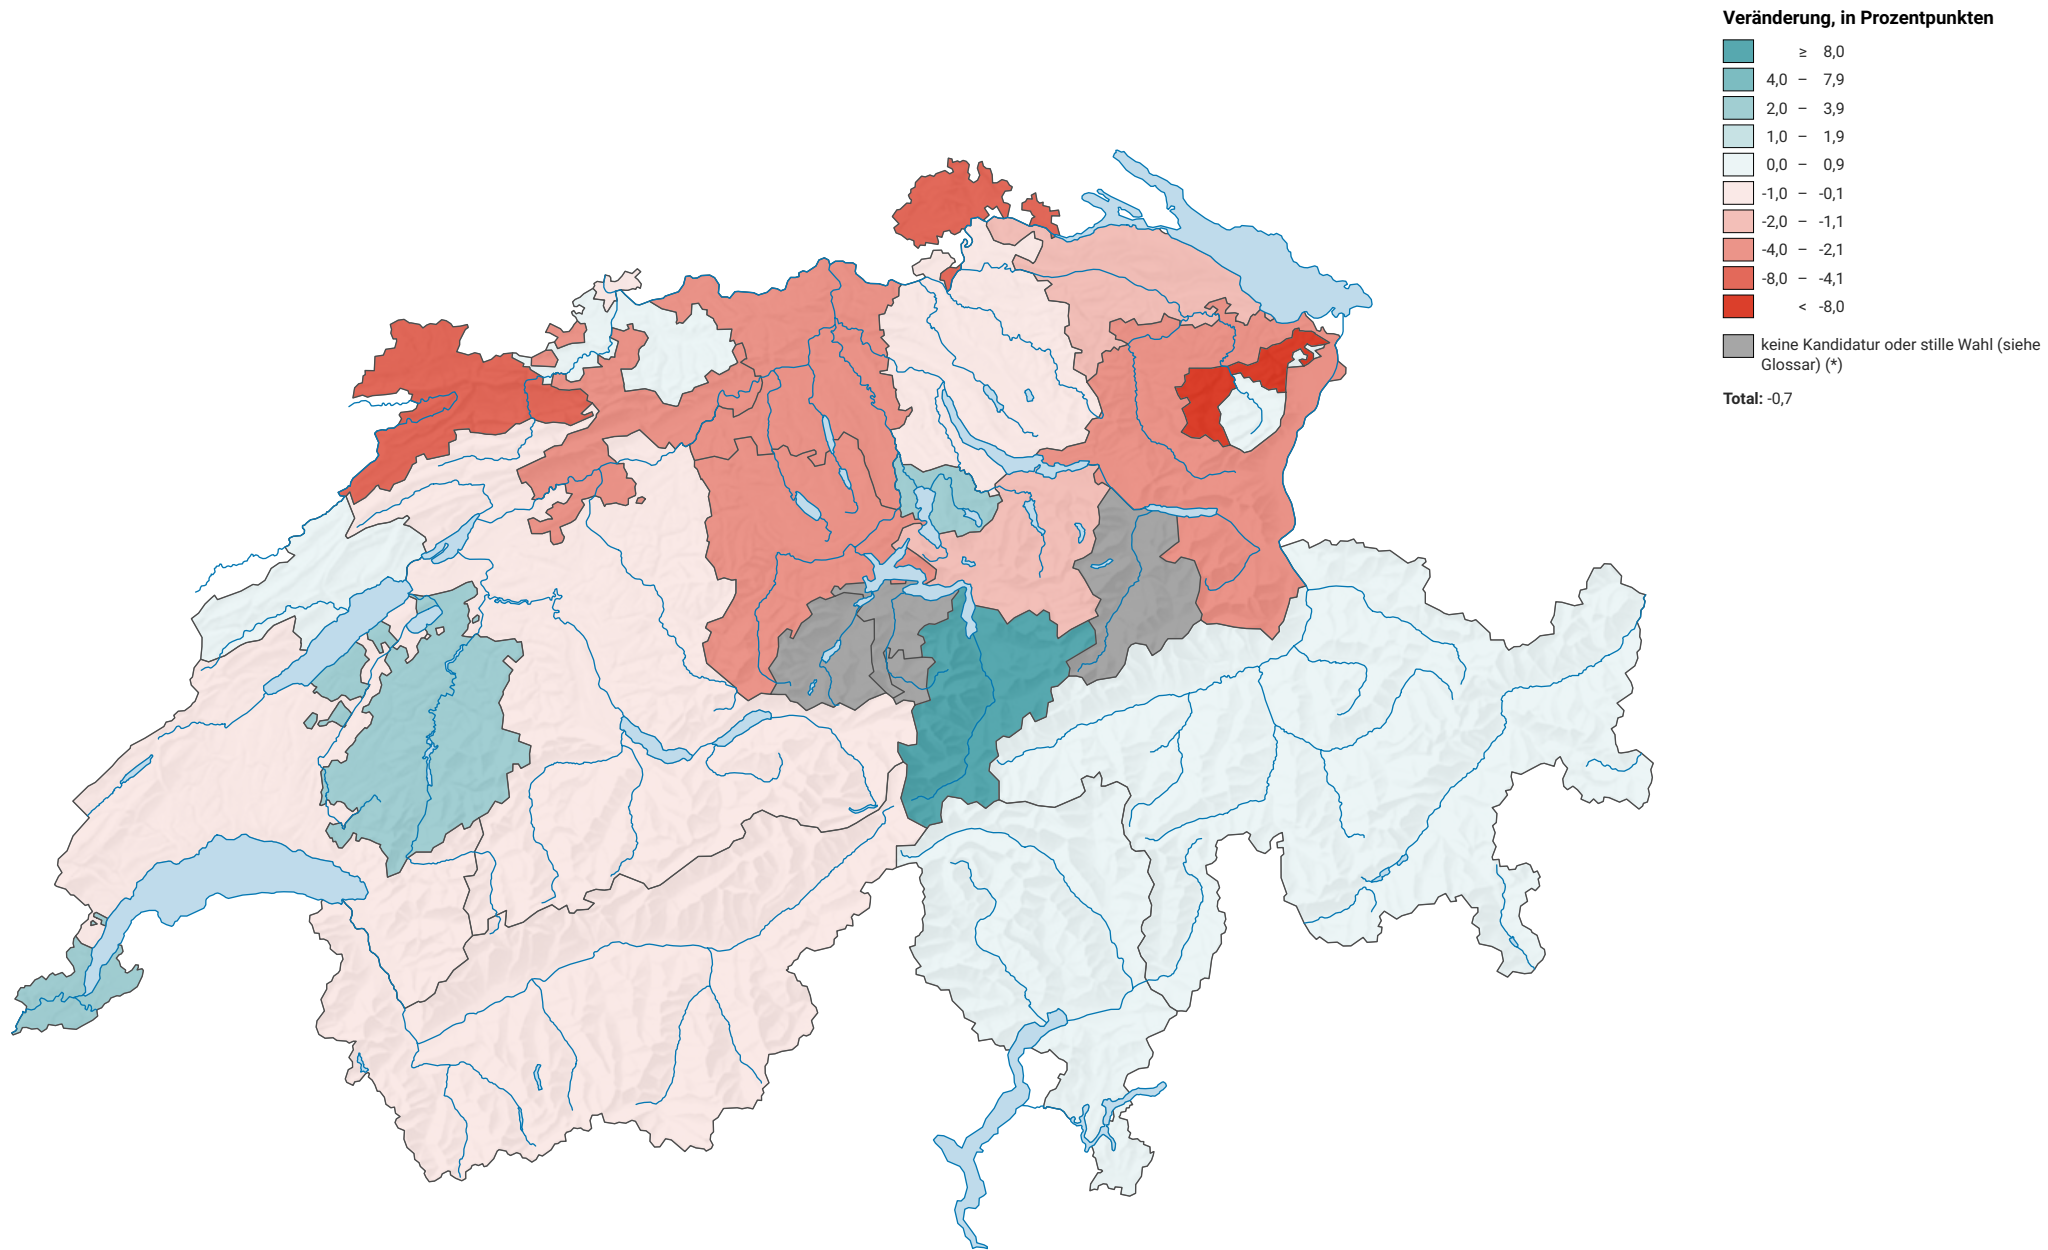 Veränderung, in Prozentpunkten
≥ 8,0
4,0 – 7,9
2,0 – 3,9
1,0 – 1,9
0,0 – 0,9
-1,0 – -0,1
-2,0 – -1,1
-4,0 – -2,1
-8,0 – -4,1
< -8,0
keine Kandidatur oder stille Wahl (siehe
Glossar) (*)
Total: -0,7